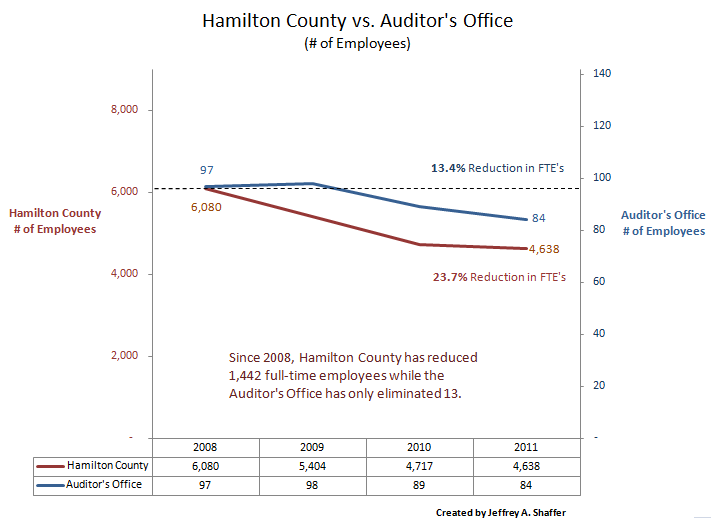 Hamilton County vs. Auditor's Office
(# of Employees)
140
8,000
120
97
13.4% Reduction in FTE's
100
6,000
6,080
Hamilton County
# of Employees
84
Auditor's Office
# of Employees
80
4,638
4,000
23.7% Reduction in FTE's
60
40
2,000
Since 2008, Hamilton County has reduced
1,442 full-time employees while the
Auditor's Office has only eliminated 13.
20
- -
2008 2009 2010 2011
Hamilton County 6,080 5,404 4,717 4,638
Auditor's Office 97 98 89 84
Created by Jeffrey A. Shaffer